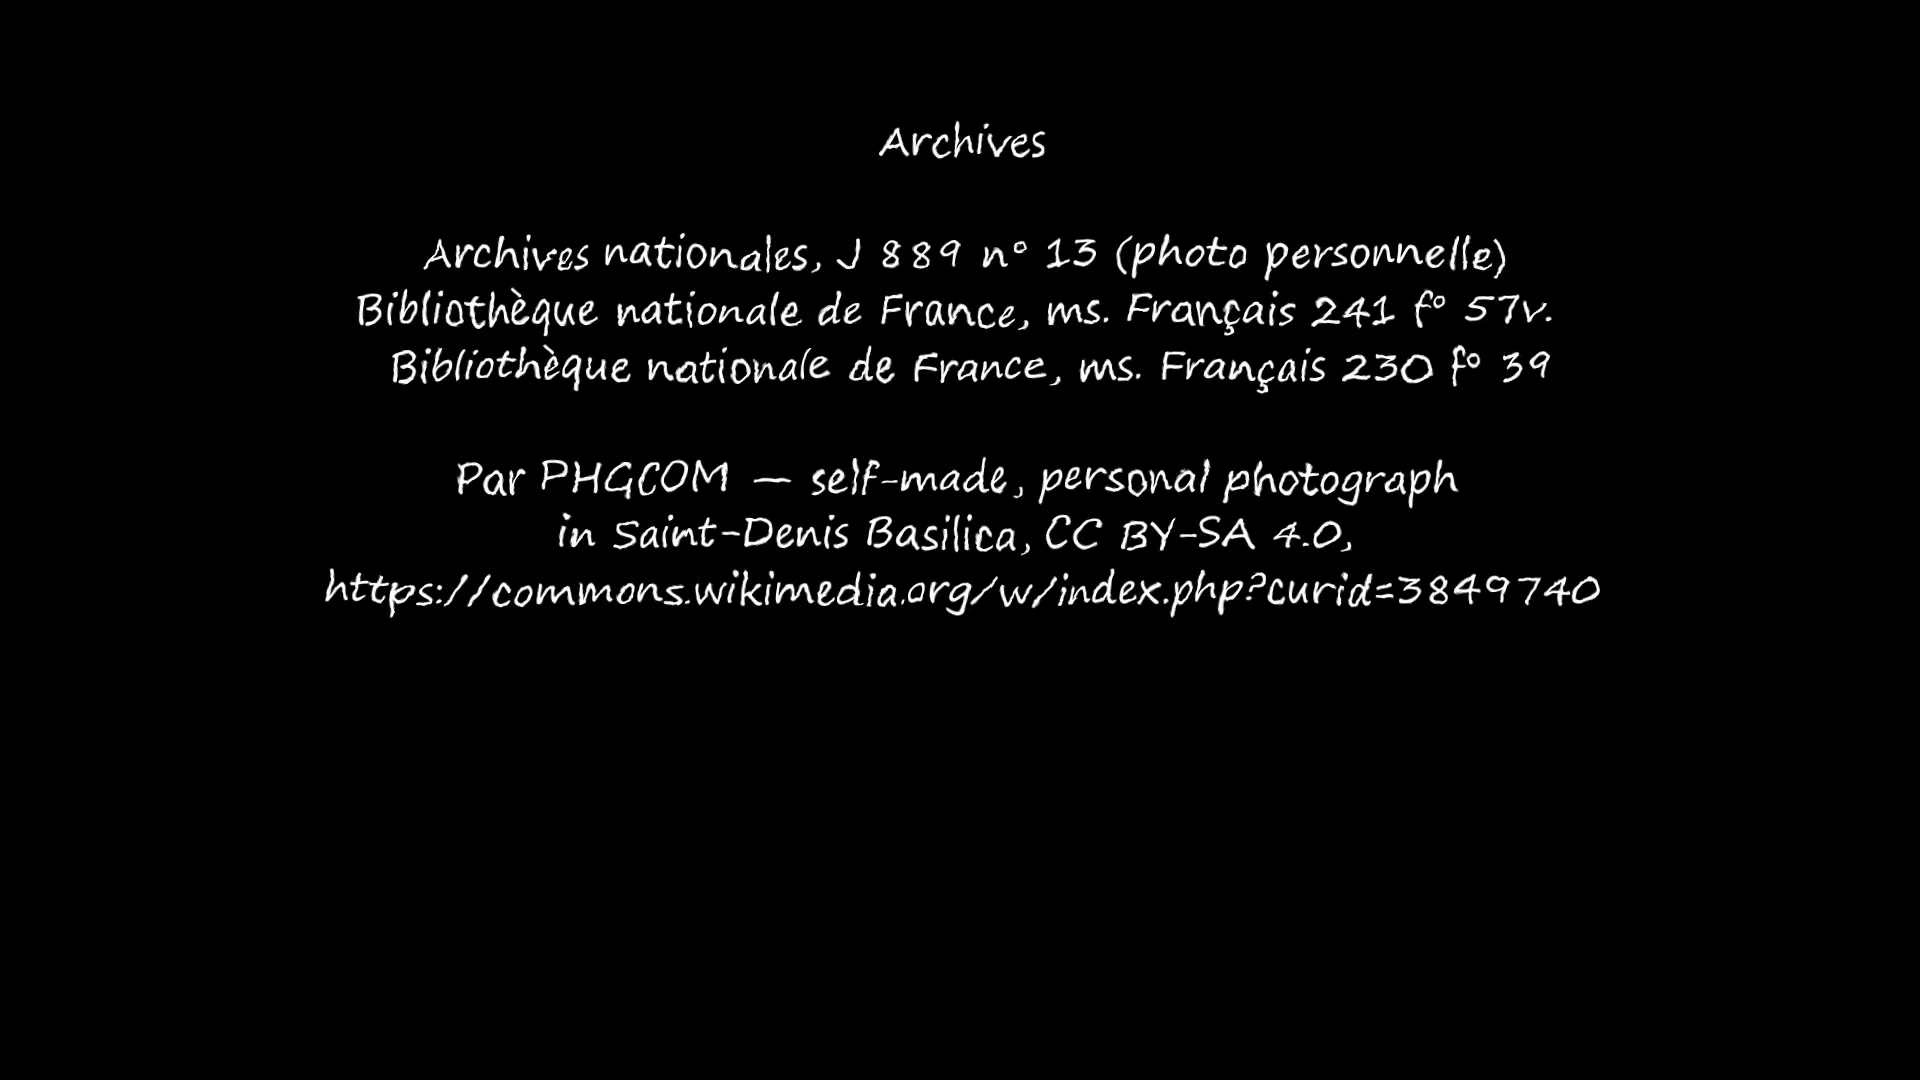 Archives
Archives nationales, J 889 n° 13 (photo personnelle)
Bibliothèque nationale de France, ms. Français 241 f° 57v.
Bibliothèque nationale de France, ms. Français 230 f° 39
Par PHGCOM — self-made, personal photograph
in Saint-Denis Basilica, CC BY-SA 4.0,
https://commons.wikimedia.org/w/index.php?curid=3849740